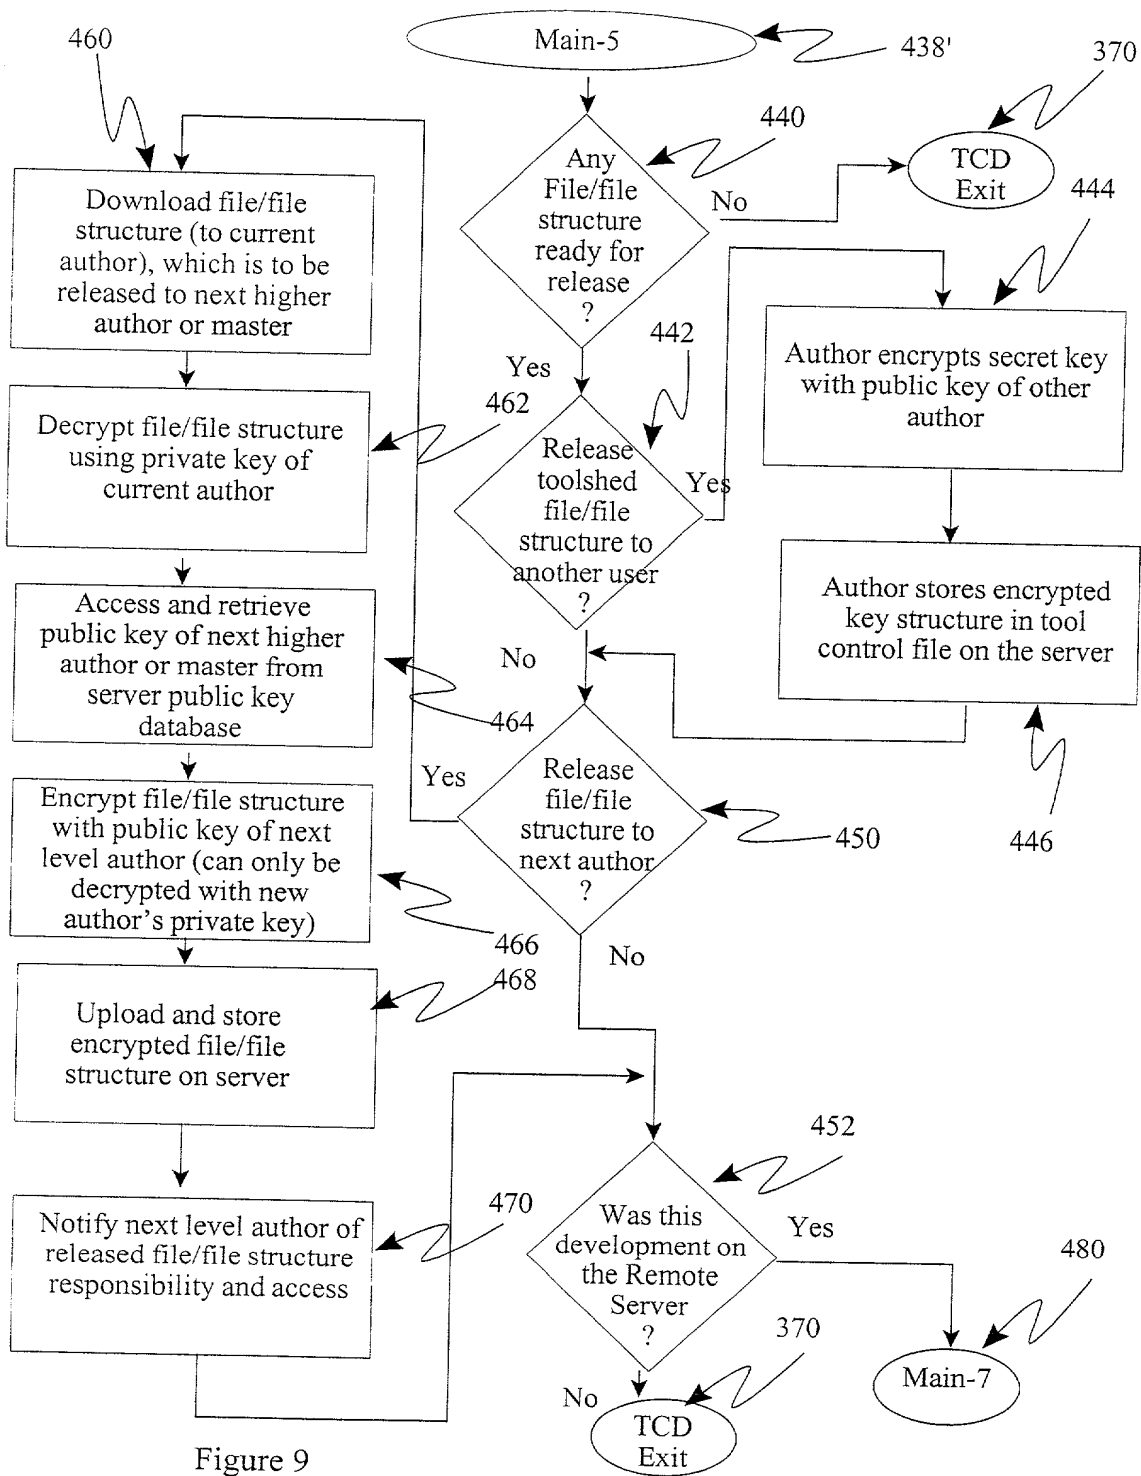 460
Main-5
438'
370
440
Any
File/file
structure
ready for
release
?
No
TCD
Exit
444
Download file/file
structure (to current
author), which is to be
released to next higher
author or master
442
Yes
Author encrypts secret key
with public key of other
author
462
Decrypt file/file structure
using private key of
current author
Release
toolshed
file/file
structure to
another user
?
Yes
Author stores encrypted
key structure in tool
control file on the server
446
No
Access and retrieve
public key of next higher
author or master from
server public key
database
464
Yes
Release
file/file
structure to
next author
?
450
Encrypt file/file structure
with public key of next
level author (can only be
decrypted with new
author's private key)
466
No
468
Upload and store
encrypted file/file
structure on server
452
Was this
development on
the Remote
Server
?
Yes
480
Main-7
470
Notify next level author of
released file/file structure
responsibility and access
370
No
TCD
Exit
Figure 9